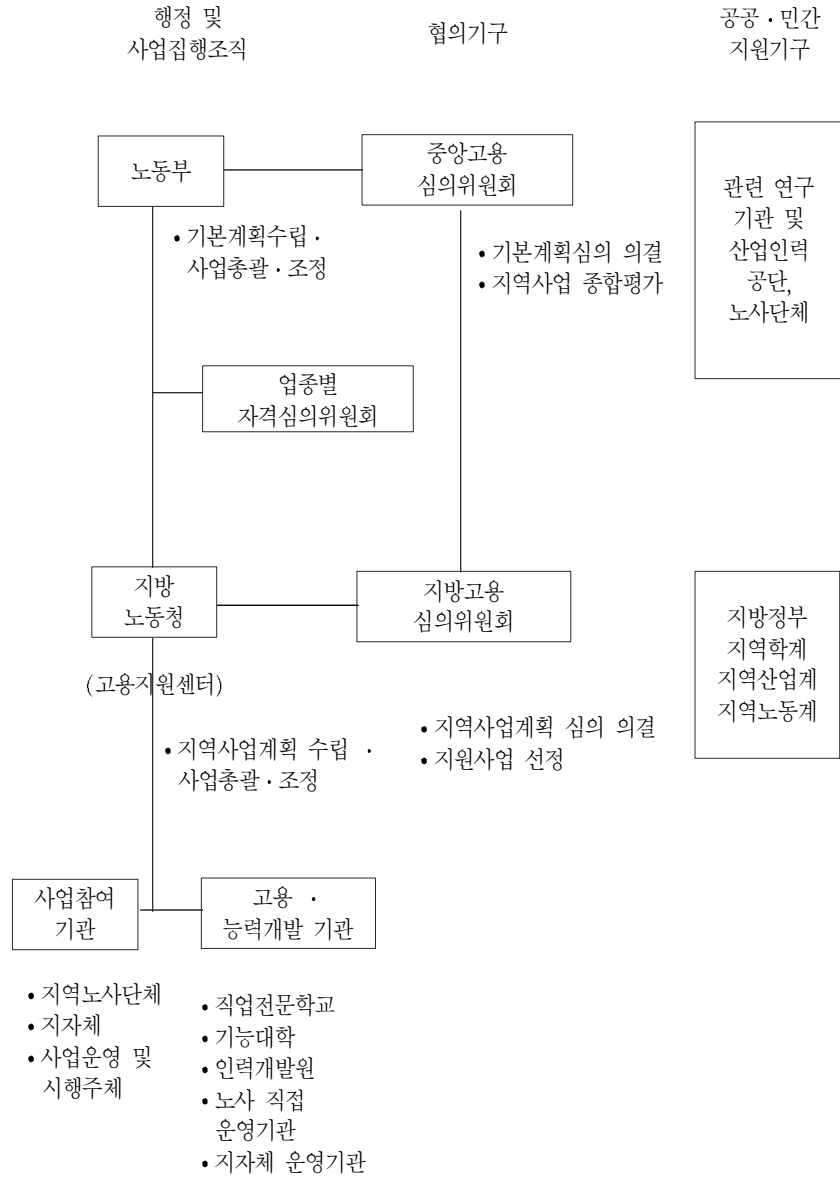 행정 및
사업집행조직
협의기구
공공·민간
지원기구
노동부
중앙고용
심의위원회
관련 연구
기관 및
산업인력
공단,
노사단체
• 기본계획수립·
사업총괄·조정
• 기본계획심의 의결
• 지역사업 종합평가
업종별
자격심의위원회
지방
노동청
지방고용
심의위원회
지방정부
지역학계
지역산업계
지역노동계
(고용지원센터)
• 지역사업계획 수립 ·
사업총괄·조정
• 지역사업계획 심의 의결
• 지원사업 선정
사업참여
기관
고용 ·
능력개발 기관
• 지역노사단체
• 지자체
• 사업운영 및
시행주체
• 직업전문학교
• 기능대학
• 인력개발원
• 노사 직접
운영기관
• 지자체 운영기관